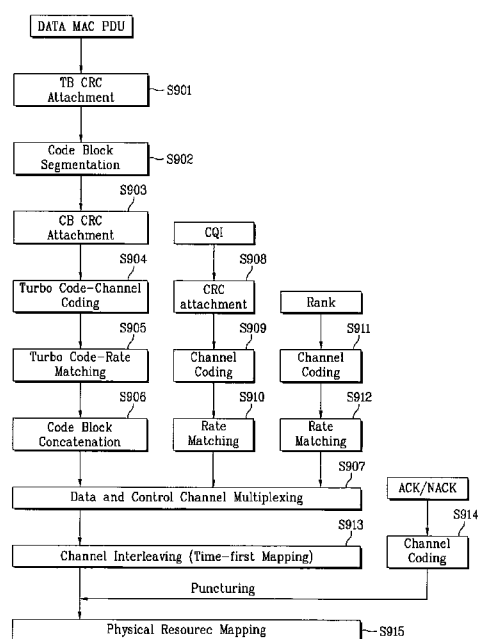 DATA MAC PDU
TB CRC
Attachment
S901
Code Block
Segmentation
S902
S903
CB CRC
Attachment
CQI
S904
S908
Turbo Code-Channel
Coding
CRC
attachment
Rank
S905
S909
S911
Turbo Code-Rate
Matching
Channel
Coding
Channel
Coding
S906
S910
S912
Code Block
Concatenation
Rate
Matching
Rate
Matching
S907
Data and Control Channel Multiplexing
ACK/NACK
S913
S914
Channel Interleaving (Time-first Mapping)
Channel
Coding
Puncturing
Physical Resourec Mapping
S915